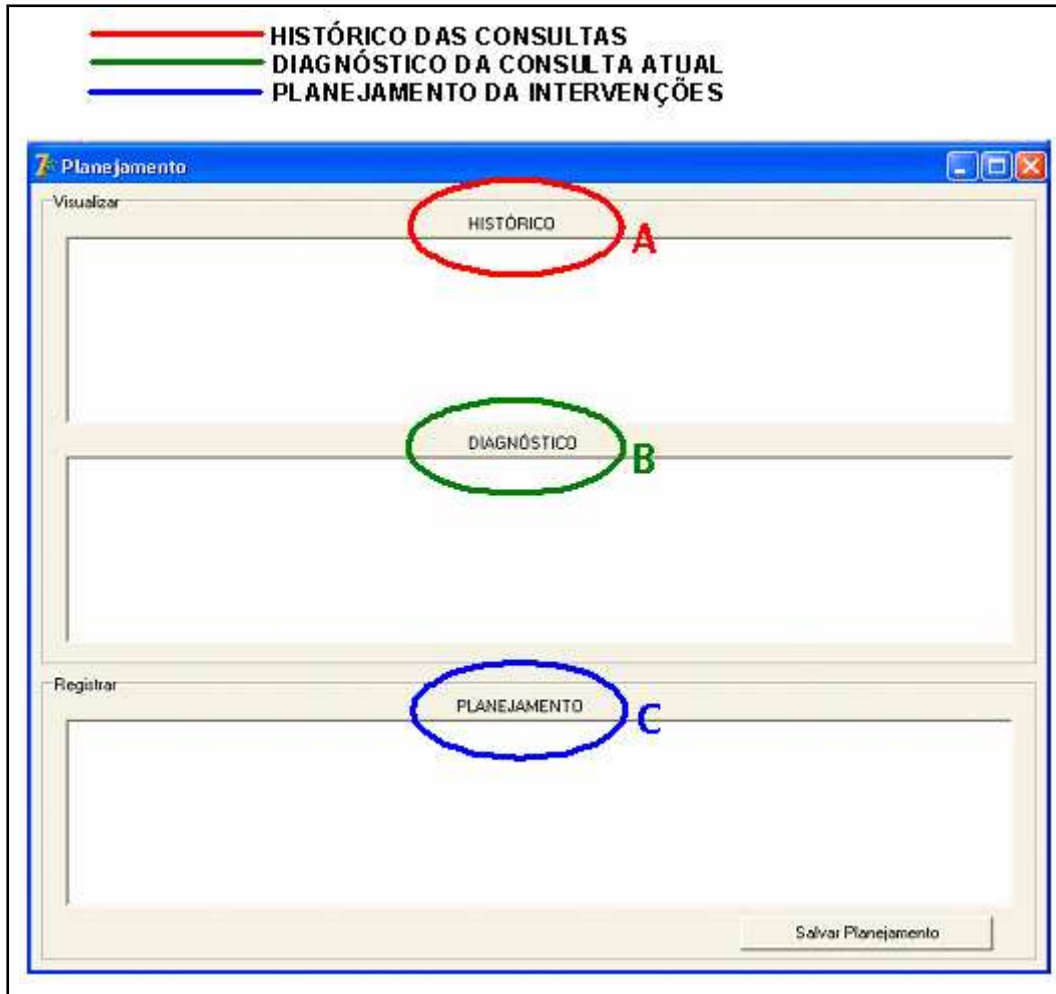 HISTÓRICO DAS CONSULTAS
DIAGNÓSTICO DA CONSULTA ATUAL
PLANEJAMENTO DA INTERVENÇÕES
Planejamento
Visualizar
HISTÓRICO
A
DIAGNÓSTICO
B
Registrar
PLANEJAMENTO
C
Salvar Planejamento